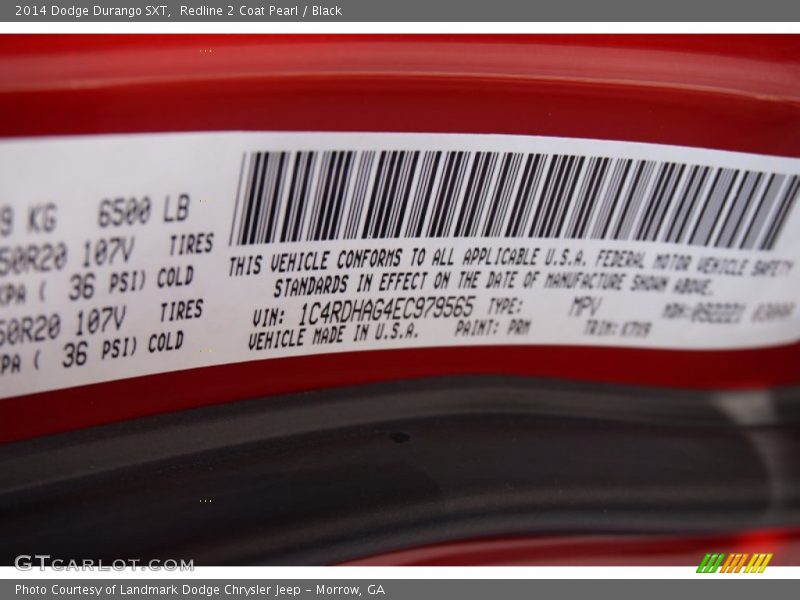 2014 Dodge Durango SXT,  Redline 2 Coat Pearl / Black
9 KG 6500 LB
50R20 107V TIRES
KPA ( 36 PSI) COLD
50R20 107V TIRES
KPA ( 36 PSI) COLD
THIS VEHICLE CONFORMS TO ALL APPLICABLE U.S.A. FEDERAL MOTOR VEHICLE SAFETY
STANDARDS IN EFFECT ON THE DATE OF MANUFACTURE SHOWN ABOVE.
VIN: 1C4RDHAG4EC979565 TYPE: MPV
VEHICLE MADE IN U.S.A. PAINT: PRM TRIM:
GTCARLOT.COM
Photo Courtesy of Landmark Dodge Chrysler Jeep – Morrow, GA